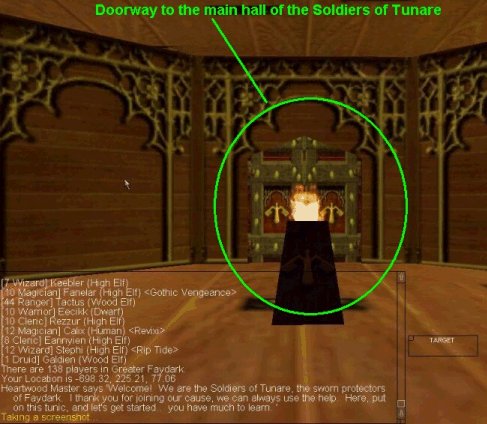 Doorway to the main hall of the Soldiers of Tunare
[7 Wizard] Kaebler (High Elf)
[16 Magician] Fanelar (High Elf) <Gothic Vengeance>
[44 Ranger] Tactus (Wood Elf)
[10 Warrior] Eecikk (Dwarf)
[10 Cleric] Rezzur (High Elf)
[12 Magician] Calix (Human) <Revixi>
[8 Cleric] Eannyien (High Elf)
[12 Wizard] Stephi (High Elf) <Rip Tide>
[1 Druid] Galdien (Wood Elf)
There are 138 players in Greater Faydark.
Your Location is -698.32, 225.21, 77.06
Heartwood Master says 'Welcome! We are the Soldiers of Tunare, the sworn protectors
of Faydark. I thank you for joining our cause, we can always use the help. Here, put
on this tunic, and let's get started... you have much to learn. '
Taking a screenshot...
TARGET